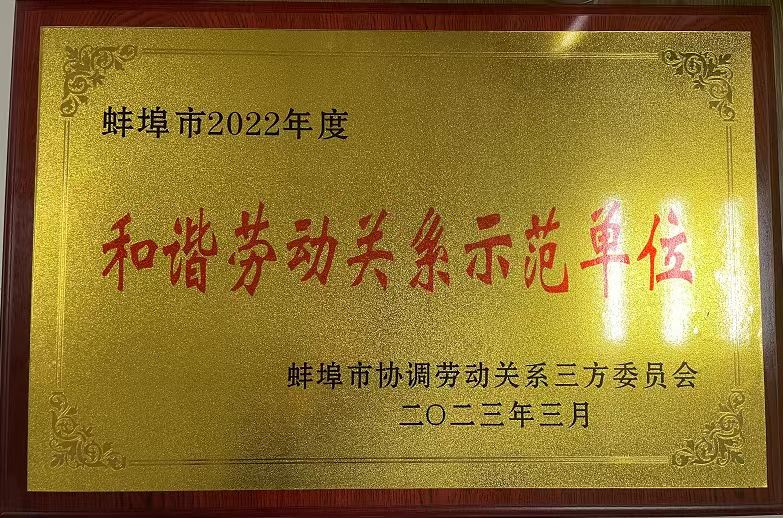 蚌埠市2022年度
和谐劳动关系示范单位
蚌埠市协调劳动关系三方委员会
二〇二三年三月